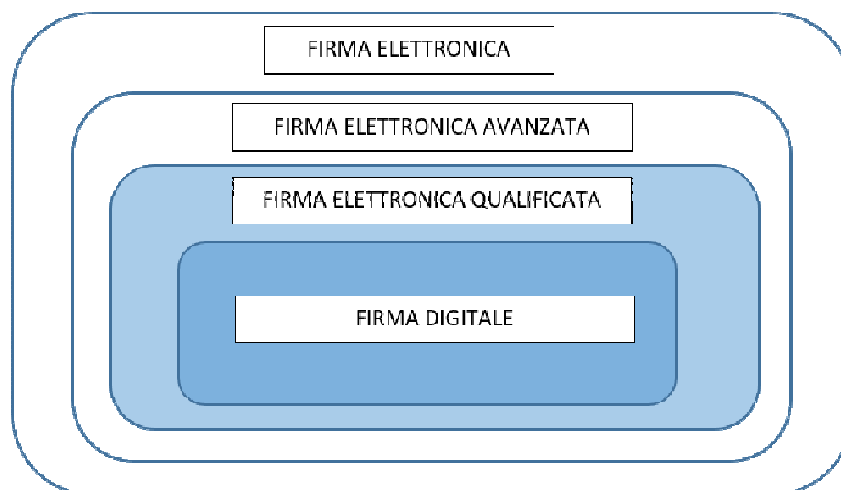 FIRMA ELETTRONICA
FIRMA ELETTRONICA AVANZATA
FIRMA ELETTRONICA QUALIFICATA
FIRMA DIGITALE